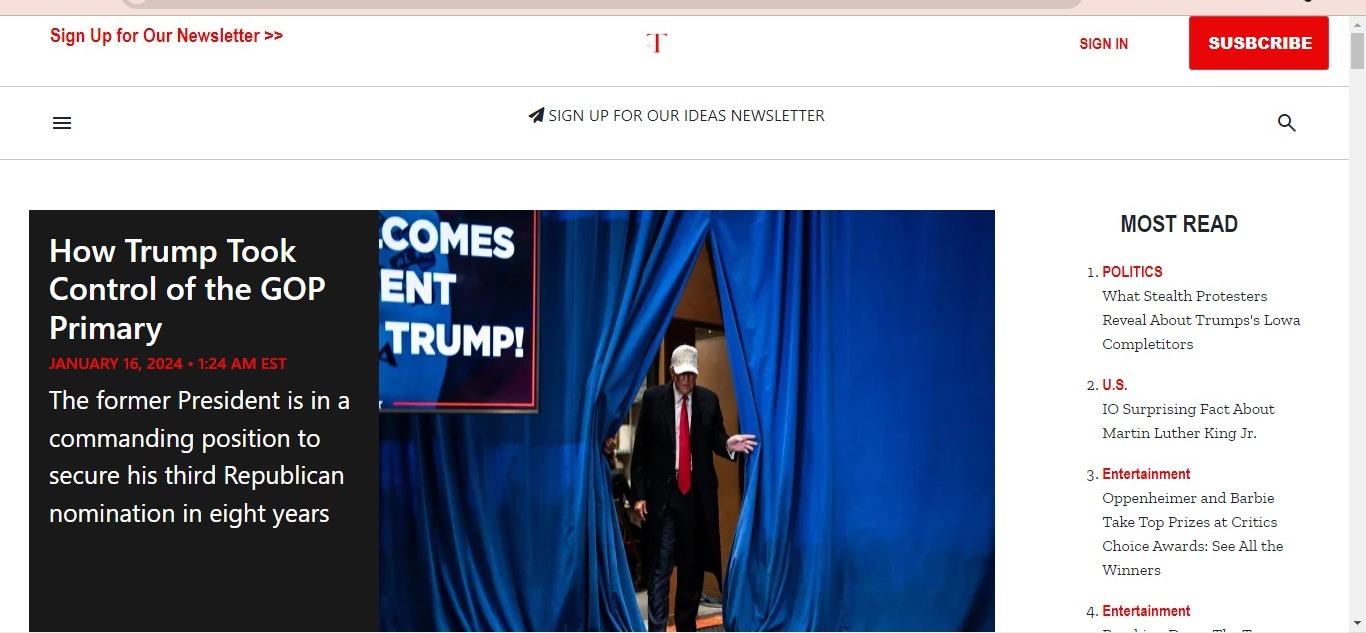 Sign Up for Our Newsletter >>
T
SIGN IN
SUSBCRIBE
SIGN UP FOR OUR IDEAS NEWSLETTER
How Trump Took
Control of the GOP
Primary
JANUARY 16, 2024 • 1:24 AM EST
The former President is in a
commanding position to
secure his third Republican
nomination in eight years
COMES
ENT
TRUMP!
MOST READ
1. POLITICS
What Stealth Protesters
Reveal About Trumps's Lowa
Completitors
2. U.S.
IO Surprising Fact About
Martin Luther King Jr.
3. Entertainment
Oppenheimer and Barbie
Take Top Prizes at Critics
Choice Awards: See All the
Winners
4. Entertainment